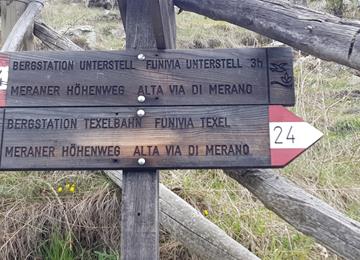 BERGSTATION UNTERSTELL FUNIVIA UNTERSTELL 3h
MERANER HÖHENWEG ALTA VIA DI MERANO
BERGSTATION TEXELBAHN FUNIVIA TEXEL
MERANER HÖHENWEG ALTA VIA DI MERANO
24